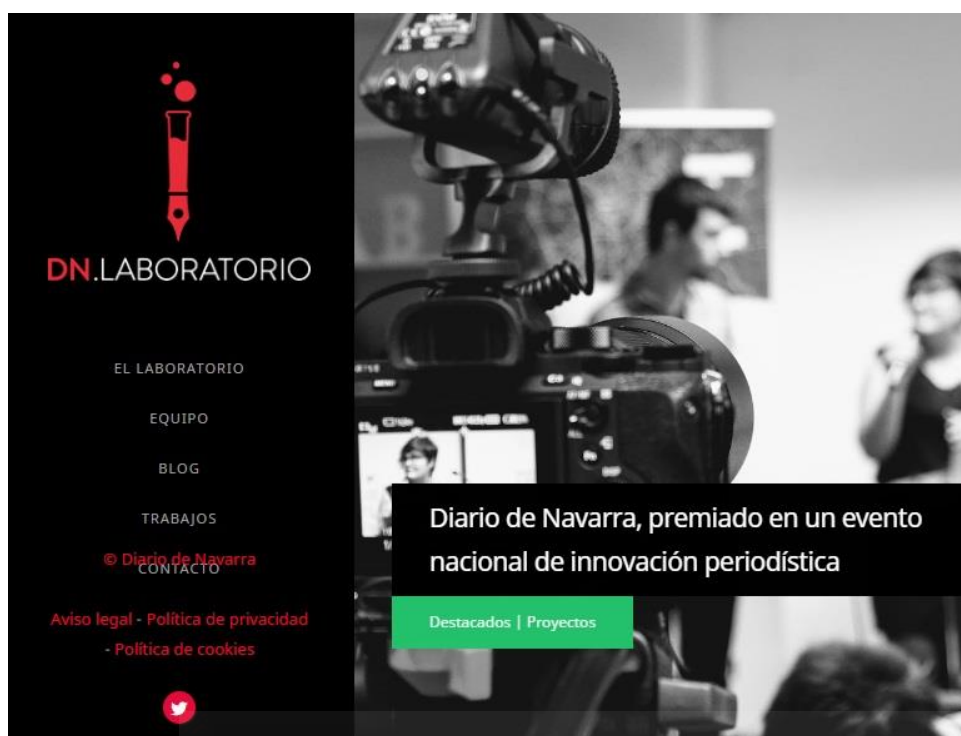 DN.LABORATORIO
EL LABORATORIO
EQUIPO
BLOG
TRABAJOS
© Diario de Navarra
CONTACTO
Aviso legal - Política de privacidad
- Política de cookies
Diario de Navarra, premiado en un evento
nacional de innovación periodística
Destacados | Proyectos